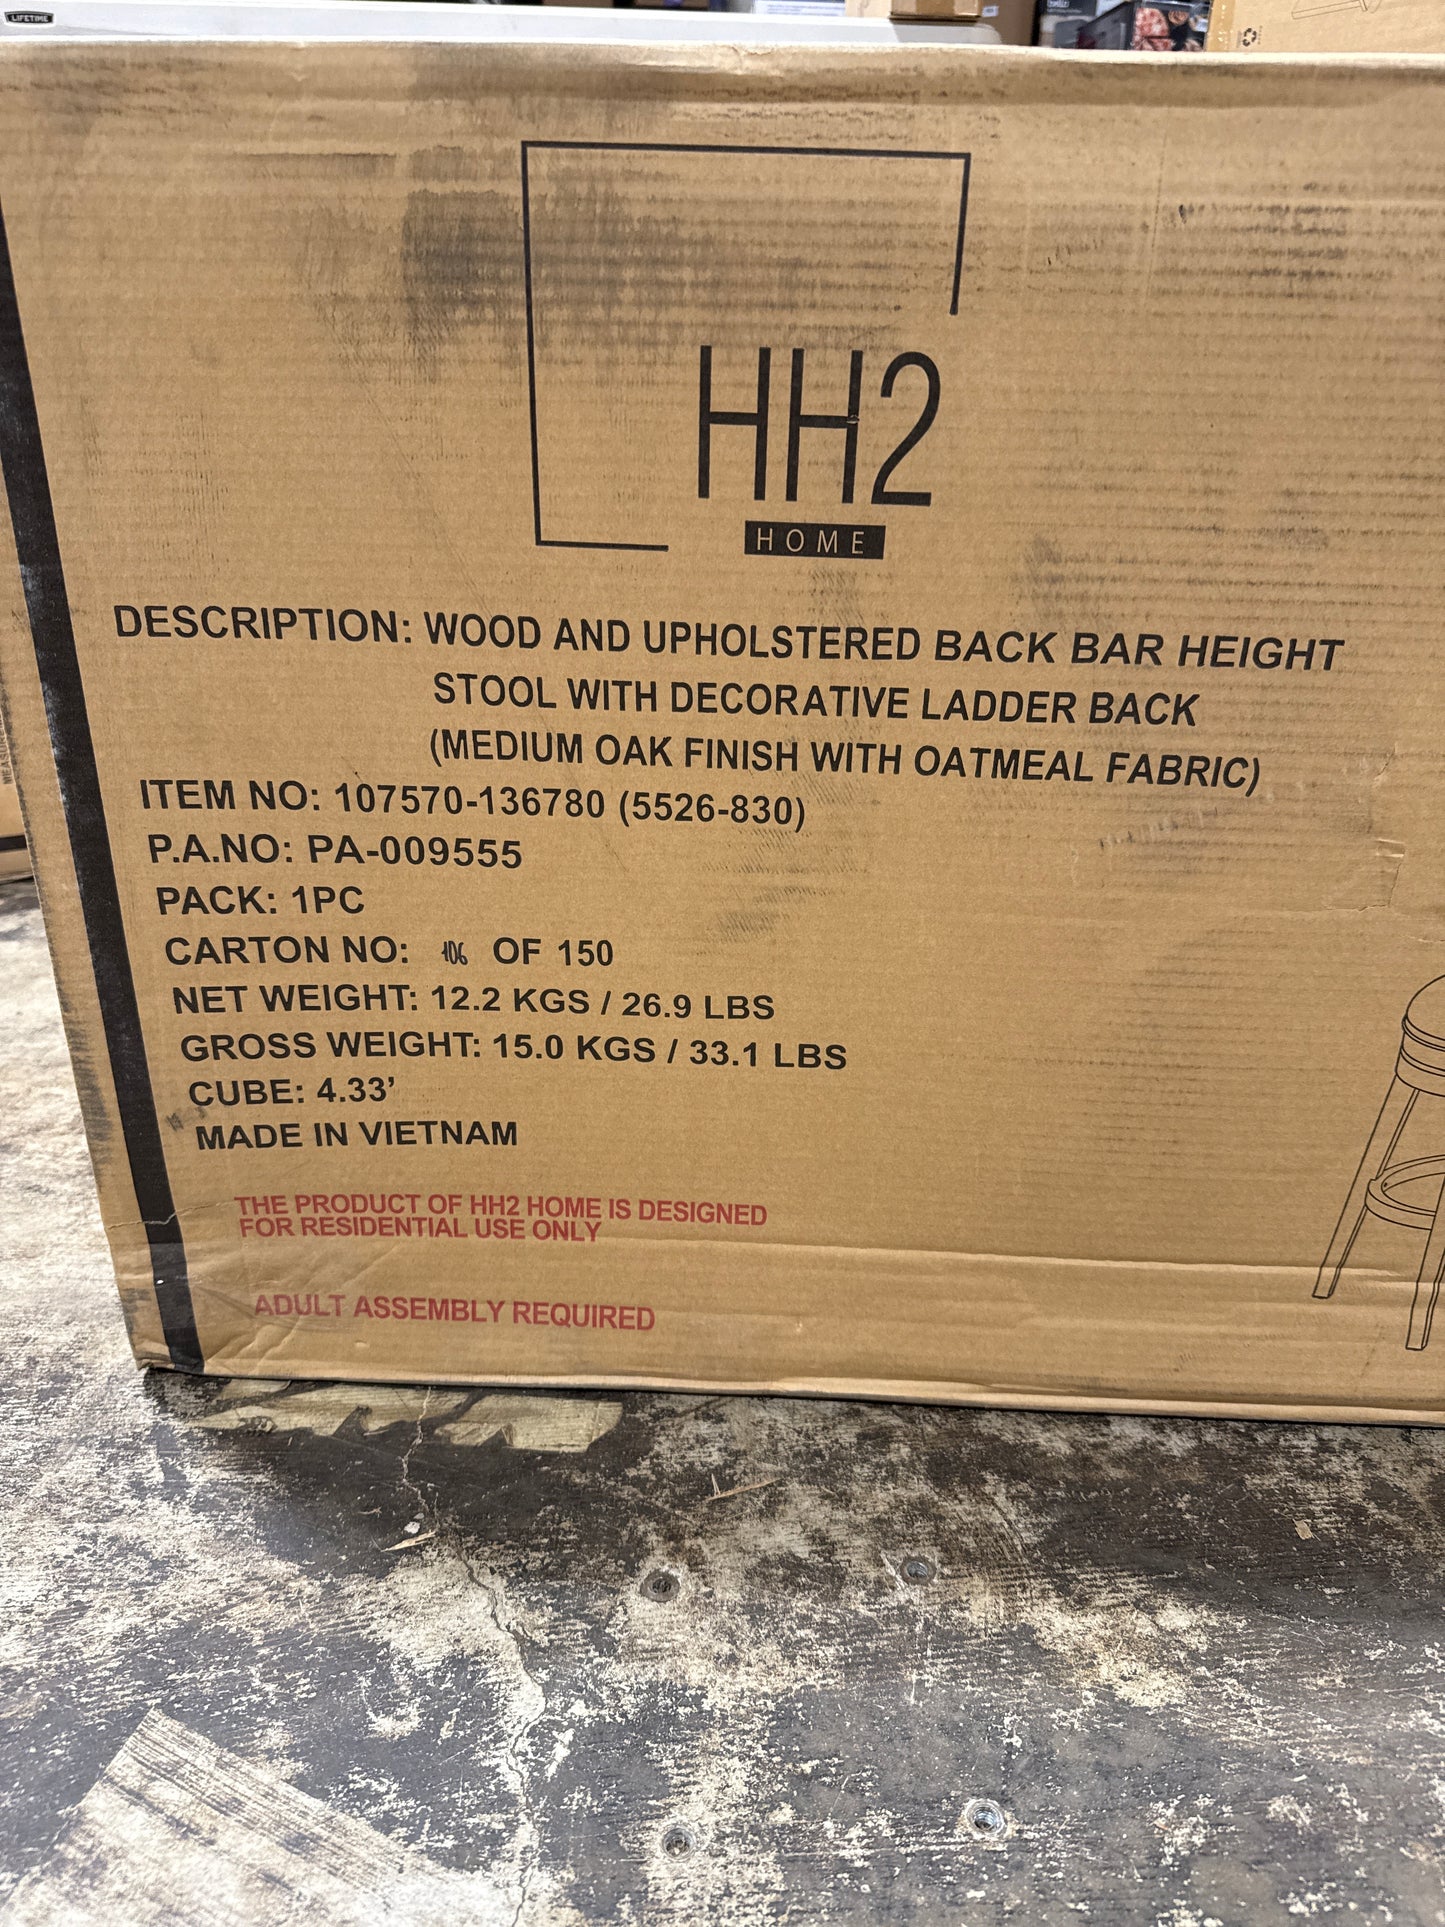 LIFETIME
HH2
HOME
DESCRIPTION: WOOD AND UPHOLSTERED BACK BAR HEIGHT
STOOL WITH DECORATIVE LADDER BACK
(MEDIUM OAK FINISH WITH OATMEAL FABRIC)
ITEM NO: 107570-136780 (5526-830)
P.A.NO: PA-009555
PACK: 1PC
CARTON NO: 106 OF 150
NET WEIGHT: 12.2 KGS / 26.9 LBS
GROSS WEIGHT: 15.0 KGS / 33.1 LBS
CUBE: 4.33'
MADE IN VIETNAM
THE PRODUCT OF HH2 HOME IS DESIGNED
FOR RESIDENTIAL USE ONLY
ADULT ASSEMBLY REQUIRED